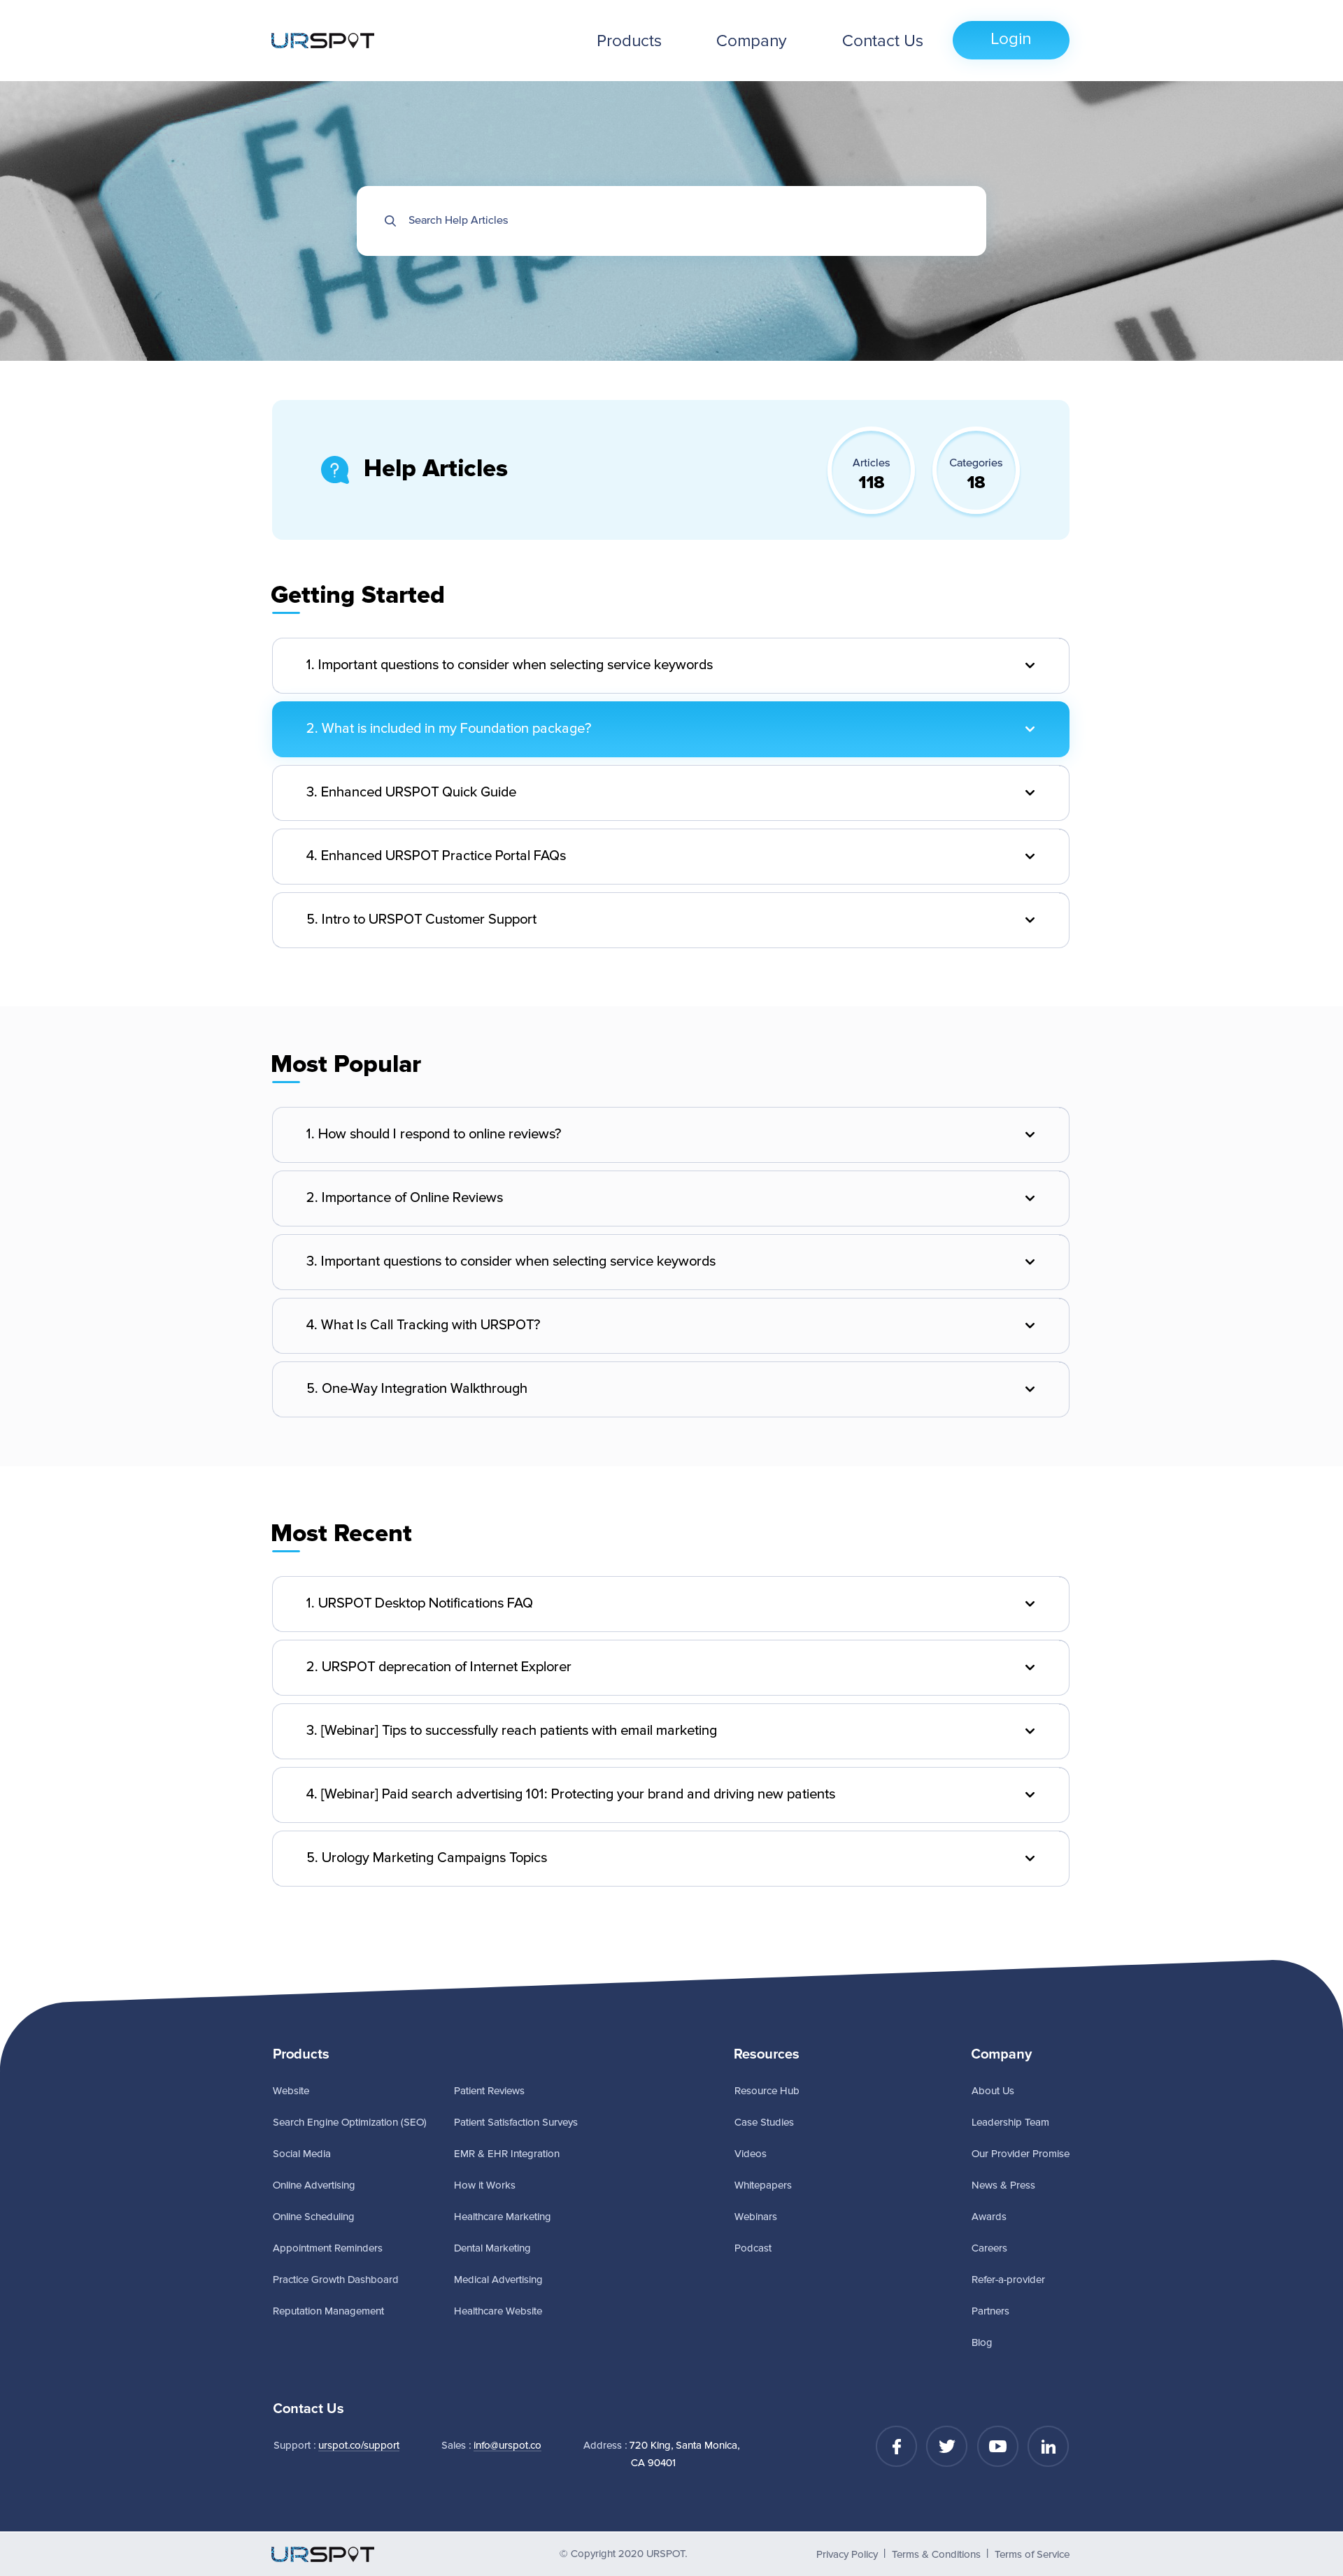 URSPOT
Products
Company
Contact Us
Login
F1
Help
Search Help Articles
?
Help Articles
Articles
118
Categories
18
Getting Started
1. Important questions to consider when selecting service keywords
2. What is included in my Foundation package?
3. Enhanced URSPOT Quick Guide
4. Enhanced URSPOT Practice Portal FAQs
5. Intro to URSPOT Customer Support
Most Popular
1. How should I respond to online reviews?
2. Importance of Online Reviews
3. Important questions to consider when selecting service keywords
4. What Is Call Tracking with URSPOT?
5. One-Way Integration Walkthrough
Most Recent
1. URSPOT Desktop Notifications FAQ
2. URSPOT deprecation of Internet Explorer
3. [Webinar] Tips to successfully reach patients with email marketing
4. [Webinar] Paid search advertising 101: Protecting your brand and driving new patients
5. Urology Marketing Campaigns Topics
Products
Website
Search Engine Optimization (SEO)
Social Media
Online Advertising
Online Scheduling
Appointment Reminders
Practice Growth Dashboard
Reputation Management
Patient Reviews
Patient Satisfaction Surveys
EMR & EHR Integration
How it Works
Healthcare Marketing
Dental Marketing
Medical Advertising
Healthcare Website
Resources
Resource Hub
Case Studies
Videos
Whitepapers
Webinars
Podcast
Company
About Us
Leadership Team
Our Provider Promise
News & Press
Awards
Careers
Refer-a-provider
Partners
Blog
Contact Us
Support : urspot.co/support
Sales : info@urspot.co
Address : 720 King, Santa Monica,
CA 90401
URSPOT
© Copyright 2020 URSPOT.
Privacy Policy | Terms & Conditions | Terms of Service